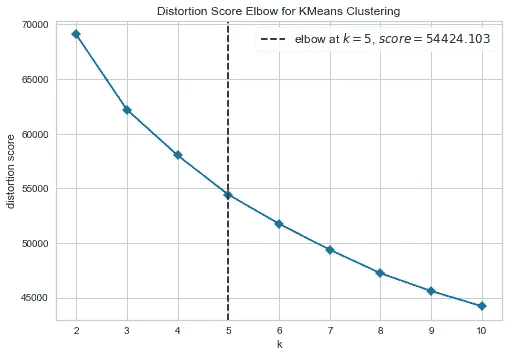 Distortion Score Elbow for KMeans Clustering
elbow at k = 5, score = 54424.103
70000
65000
60000
55000
50000
45000
distortion score
2 3 4 5 6 7 8 9 10
k